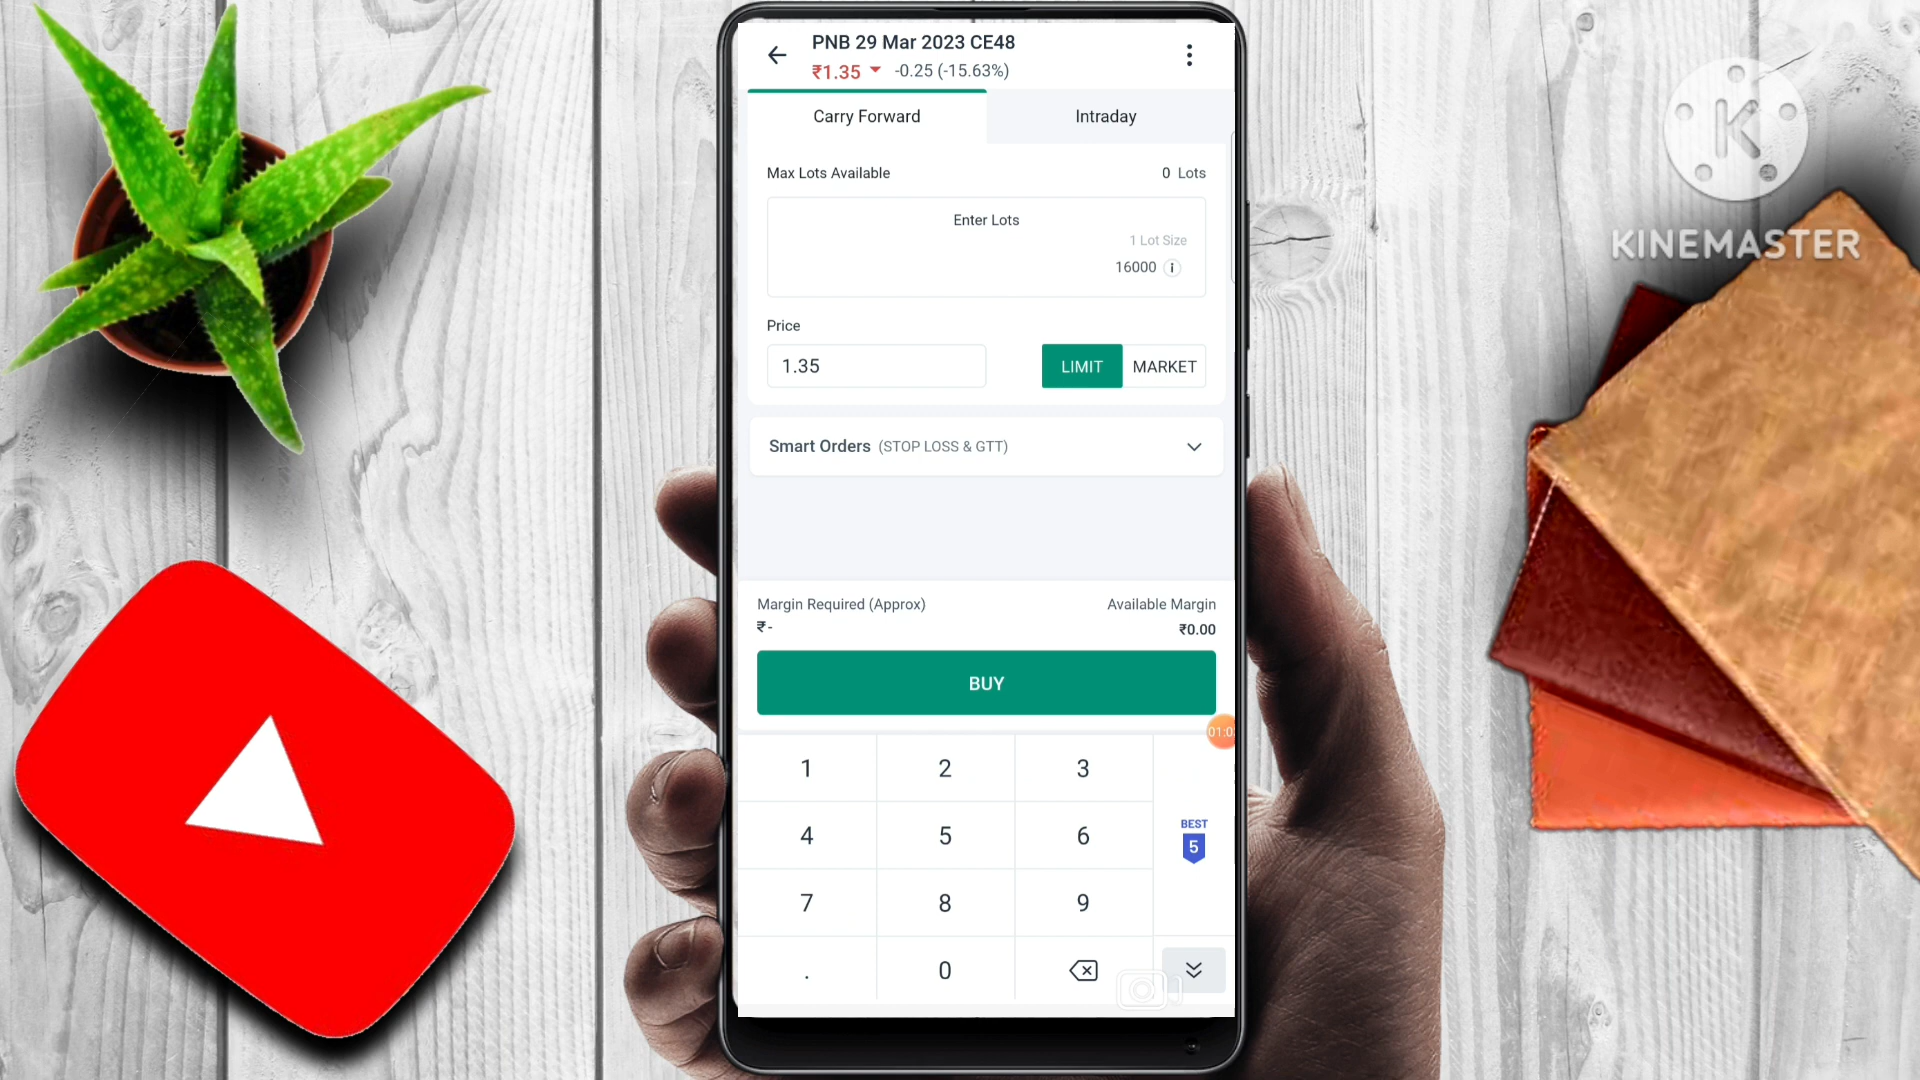 PNB 29 Mar 2023 CE48
₹1.35 -0.25 (-15.63%)
Carry Forward
Intraday
Max Lots Available
0 Lots
Enter Lots
1 Lot Size
16000
Price
1.35
LIMIT
MARKET
Smart Orders (STOP LOSS & GTT)
Margin Required (Approx)
Available Margin
₹-
₹0.00
BUY
1 2 3
4 5 6
BEST
5
7 8 9
. 0
K
KINEMASTER